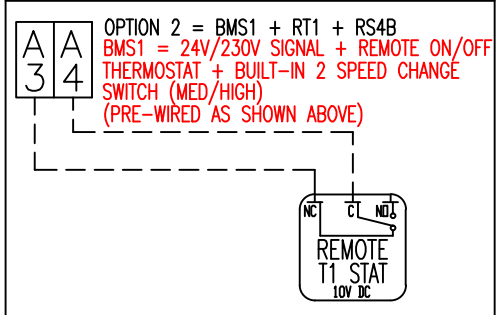 A 3
A 4
OPTION 2 = BMS1 + RT1 + RS4B
BMS1 = 24V/230V SIGNAL + REMOTE ON/OFF
THERMOSTAT + BUILT-IN 2 SPEED CHANGE
SWITCH (MED/HIGH)
(PRE-WIRED AS SHOWN ABOVE)
NC C NO
REMOTE
T1 STAT
10V DC